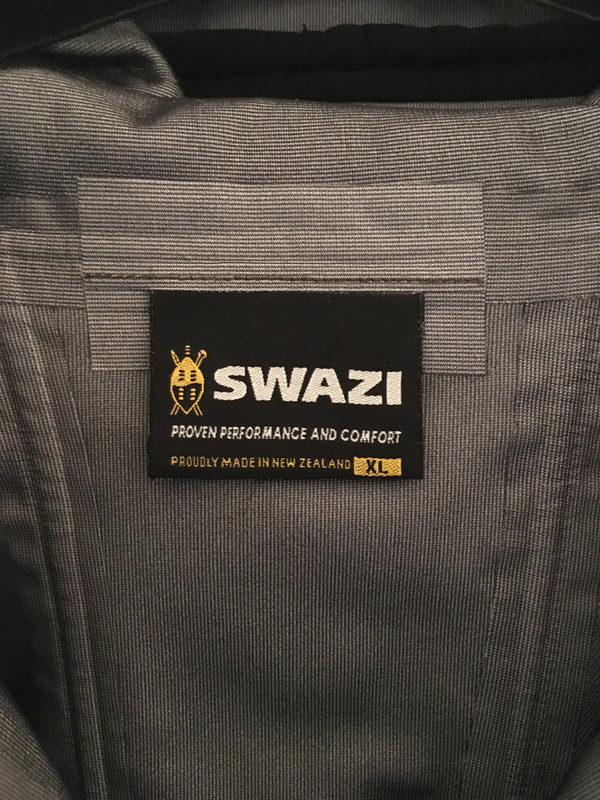 SWAZI
PROVEN PERFORMANCE AND COMFORT
PROUDLY MADE IN NEW ZEALAND XL